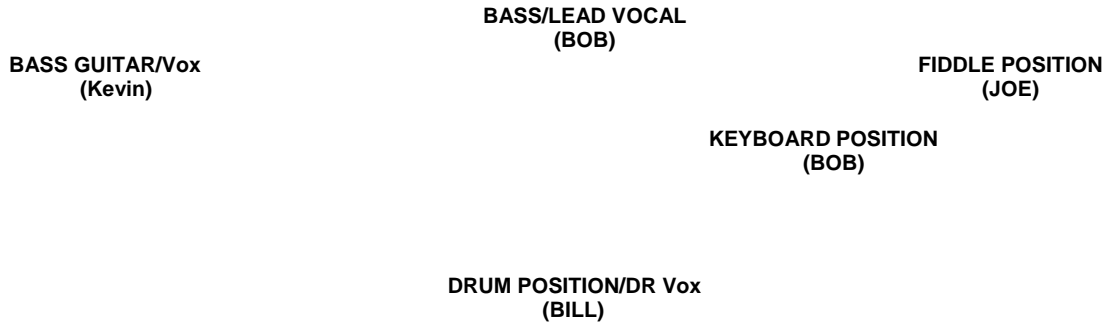 BASS/LEAD VOCAL
(BOB)
BASS GUITAR/Vox
(Kevin)
FIDDLE POSITION
(JOE)
KEYBOARD POSITION
(BOB)
DRUM POSITION/DR Vox
(BILL)